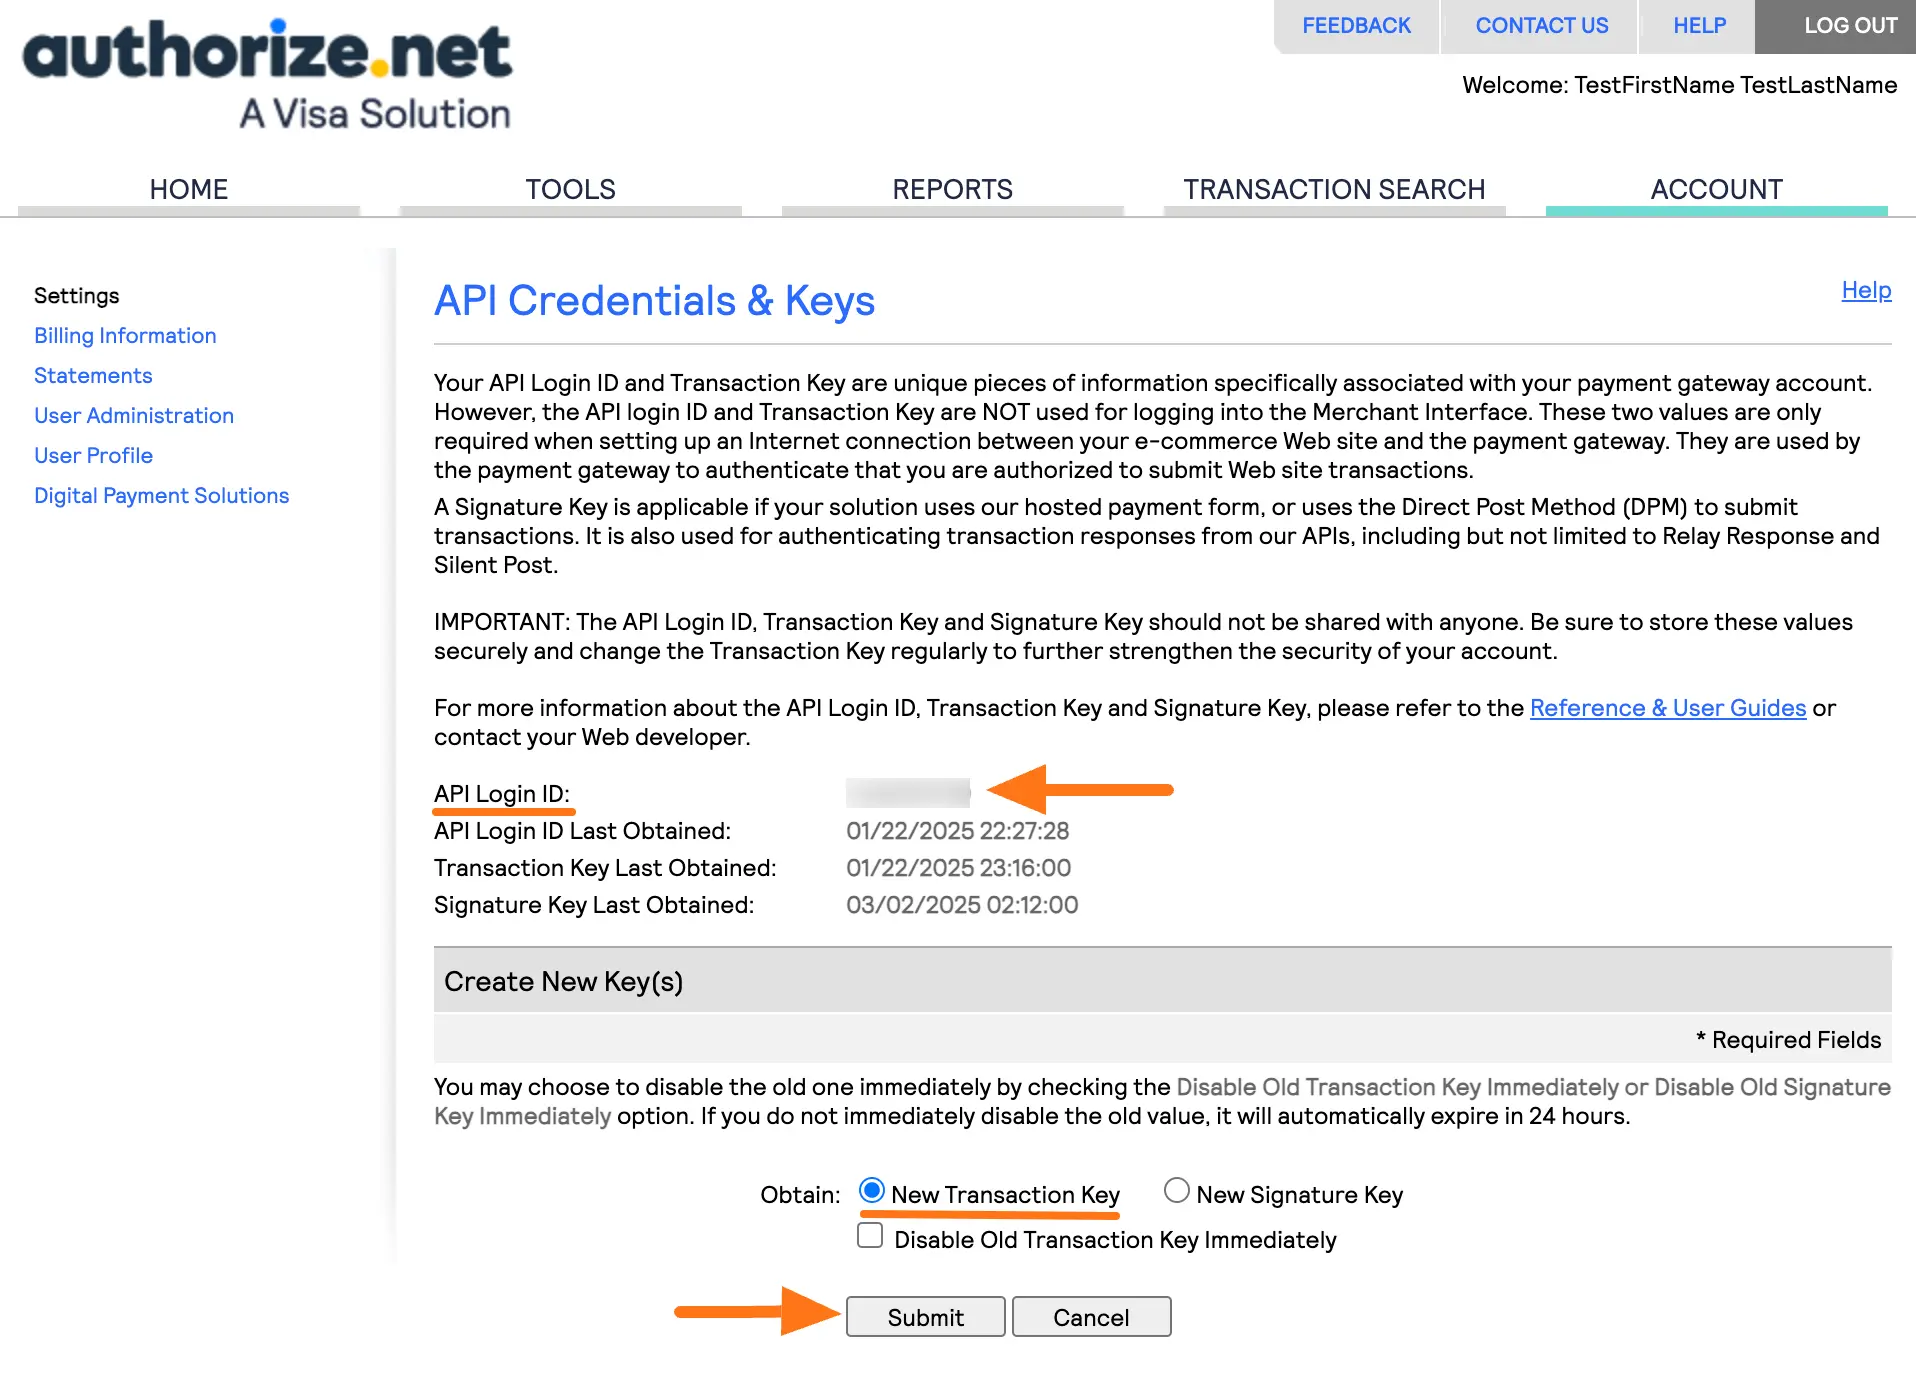 authorize.net
A Visa Solution
FEEDBACK
CONTACT US
HELP
LOG OUT
Welcome: TestFirstName TestLastName
HOME
TOOLS
REPORTS
TRANSACTION SEARCH
ACCOUNT
Settings
Billing Information
Statements
User Administration
User Profile
Digital Payment Solutions
API Credentials & Keys
Help
Your API Login ID and Transaction Key are unique pieces of information specifically associated with your payment gateway account.
However, the API login ID and Transaction Key are NOT used for logging into the Merchant Interface. These two values are only
required when setting up an Internet connection between your e-commerce Web site and the payment gateway. They are used by
the payment gateway to authenticate that you are authorized to submit Web site transactions.
A Signature Key is applicable if your solution uses our hosted payment form, or uses the Direct Post Method (DPM) to submit
transactions. It is also used for authenticating transaction responses from our APIs, including but not limited to Relay Response and
Silent Post.
IMPORTANT: The API Login ID, Transaction Key and Signature Key should not be shared with anyone. Be sure to store these values
securely and change the Transaction Key regularly to further strengthen the security of your account.
For more information about the API Login ID, Transaction Key and Signature Key, please refer to the Reference & User Guides or
contact your Web developer.
API Login ID:
API Login ID Last Obtained: 01/22/2025 22:27:28
Transaction Key Last Obtained: 01/22/2025 23:16:00
Signature Key Last Obtained: 03/02/2025 02:12:00
Create New Key(s)
* Required Fields
You may choose to disable the old one immediately by checking the Disable Old Transaction Key Immediately or Disable Old Signature
Key Immediately option. If you do not immediately disable the old value, it will automatically expire in 24 hours.
Obtain: New Transaction Key New Signature Key
Disable Old Transaction Key Immediately
Submit Cancel